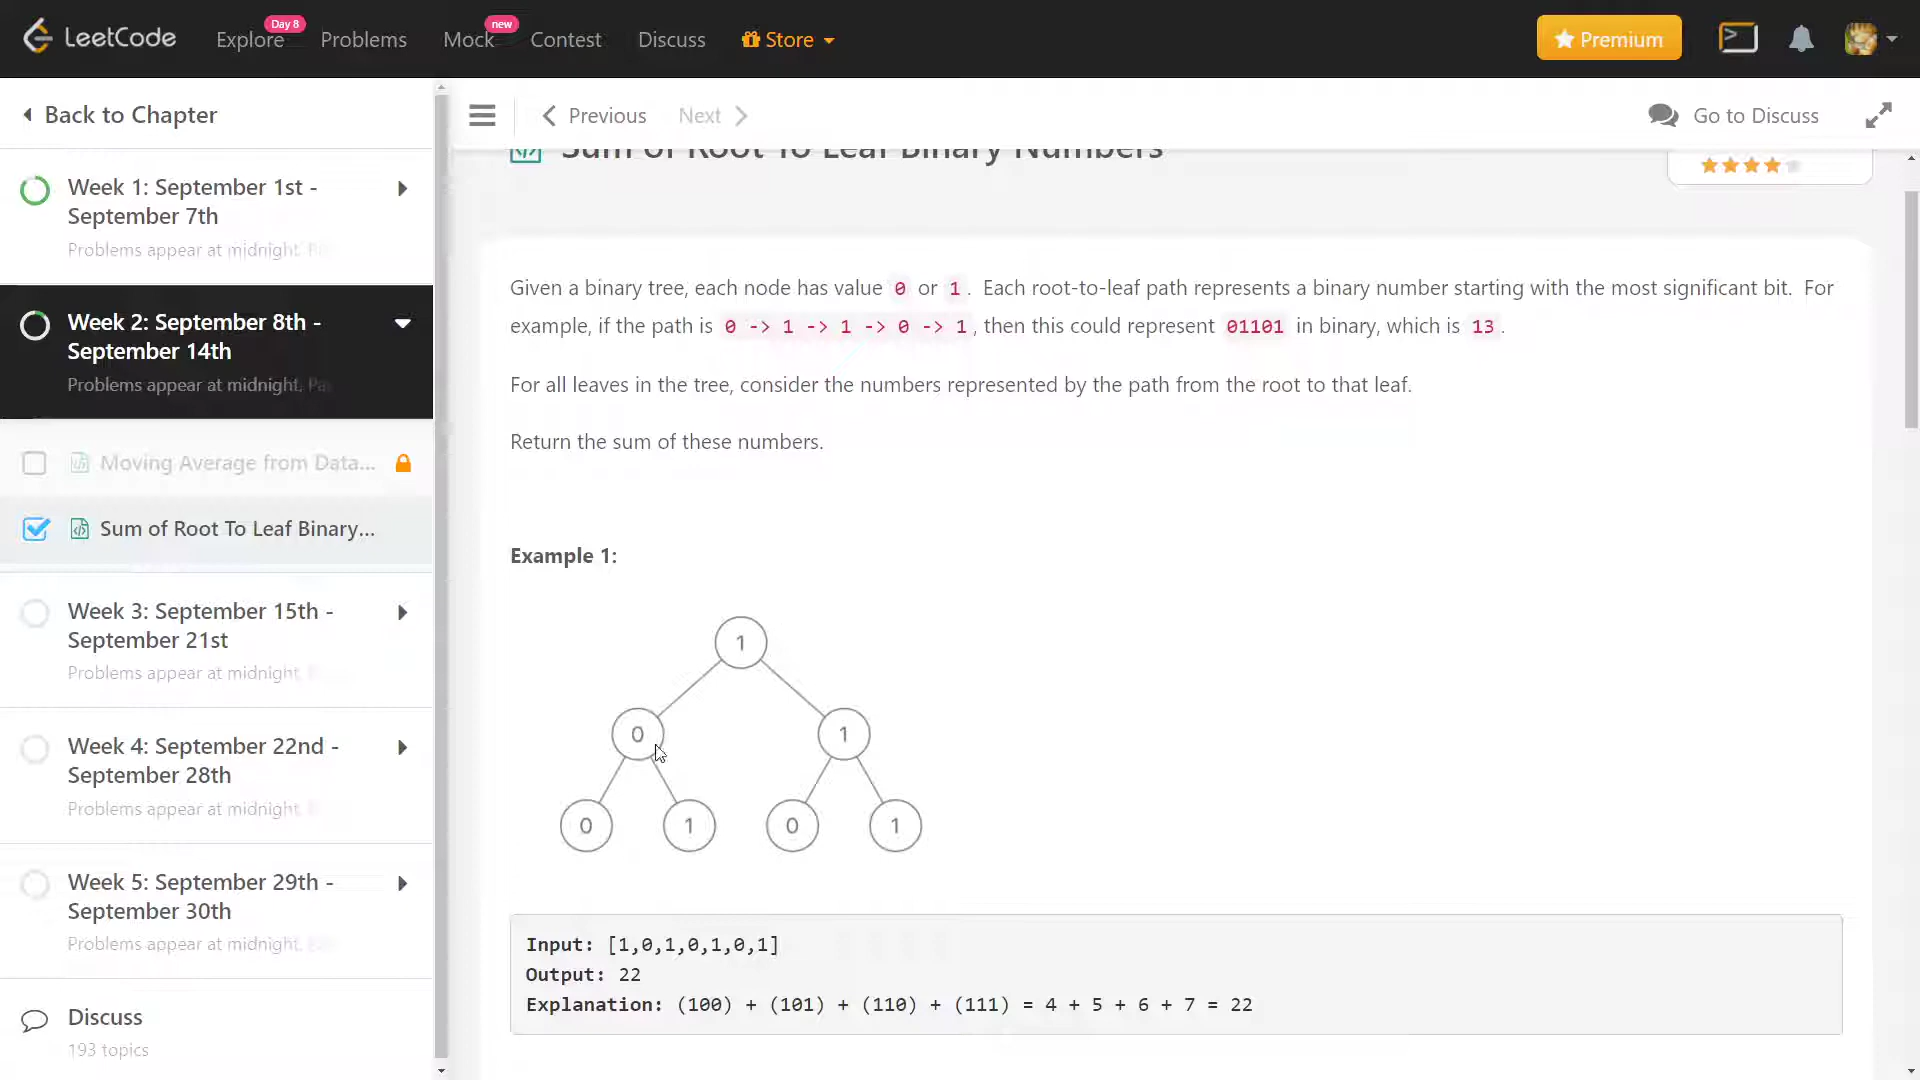 LeetCode
Explore
Day 8
Problems
Mock
new
Contest
Discuss
Store
Premium
Back to Chapter
Previous
Next
Go to Discuss
Week 1: September 1st -
September 7th
Problems appear at midnight,
Week 2: September 8th -
September 14th
Problems appear at midnight,
Moving Average from Data...
Sum of Root To Leaf Binary...
Week 3: September 15th -
September 21st
Problems appear at midnight,
Week 4: September 22nd -
September 28th
Problems appear at midnight,
Week 5: September 29th -
September 30th
Problems appear at midnight,
Discuss
193 topics
Sum of Root To Leaf Binary Numbers
Given a binary tree, each node has value 0 or 1. Each root-to-leaf path represents a binary number starting with the most significant bit. For
example, if the path is 0 -> 1 -> 1 -> 0 -> 1, then this could represent 01101 in binary, which is 13.
For all leaves in the tree, consider the numbers represented by the path from the root to that leaf.
Return the sum of these numbers.
Example 1:
1
0 1
0 1 0 1
Input: [1,0,1,0,1,0,1]
Output: 22
Explanation: (100) + (101) + (110) + (111) = 4 + 5 + 6 + 7 = 22